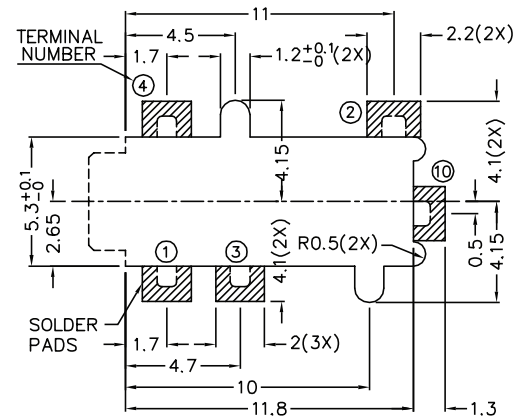 11
4.5
TERMINAL
NUMBER
1.7
1.2+0.1 -0 (2X)
2.2(2X)
4
2
4.15
4.1(2X)
5.3+0.1 -0
2.65
10
R0.5(2X)
0.5
4.15
1
3
4.1(2X)
SOLDER
PADS
1.7
2(3X)
4.7
10
11.8
1.3